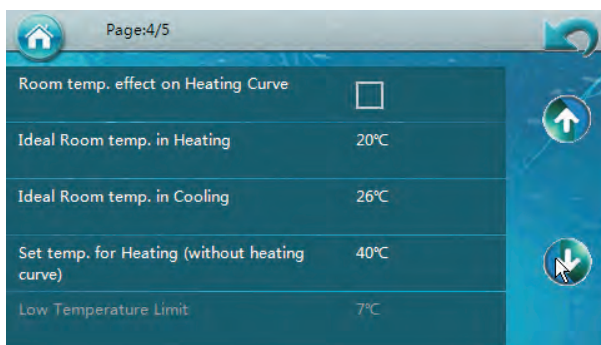 Page:4/5
Room temp. effect on Heating Curve
Ideal Room temp. in Heating 20℃
Ideal Room temp. in Cooling 26℃
Set temp. for Heating (without heating 40℃
curve)
Low Temperature Limit 7℃